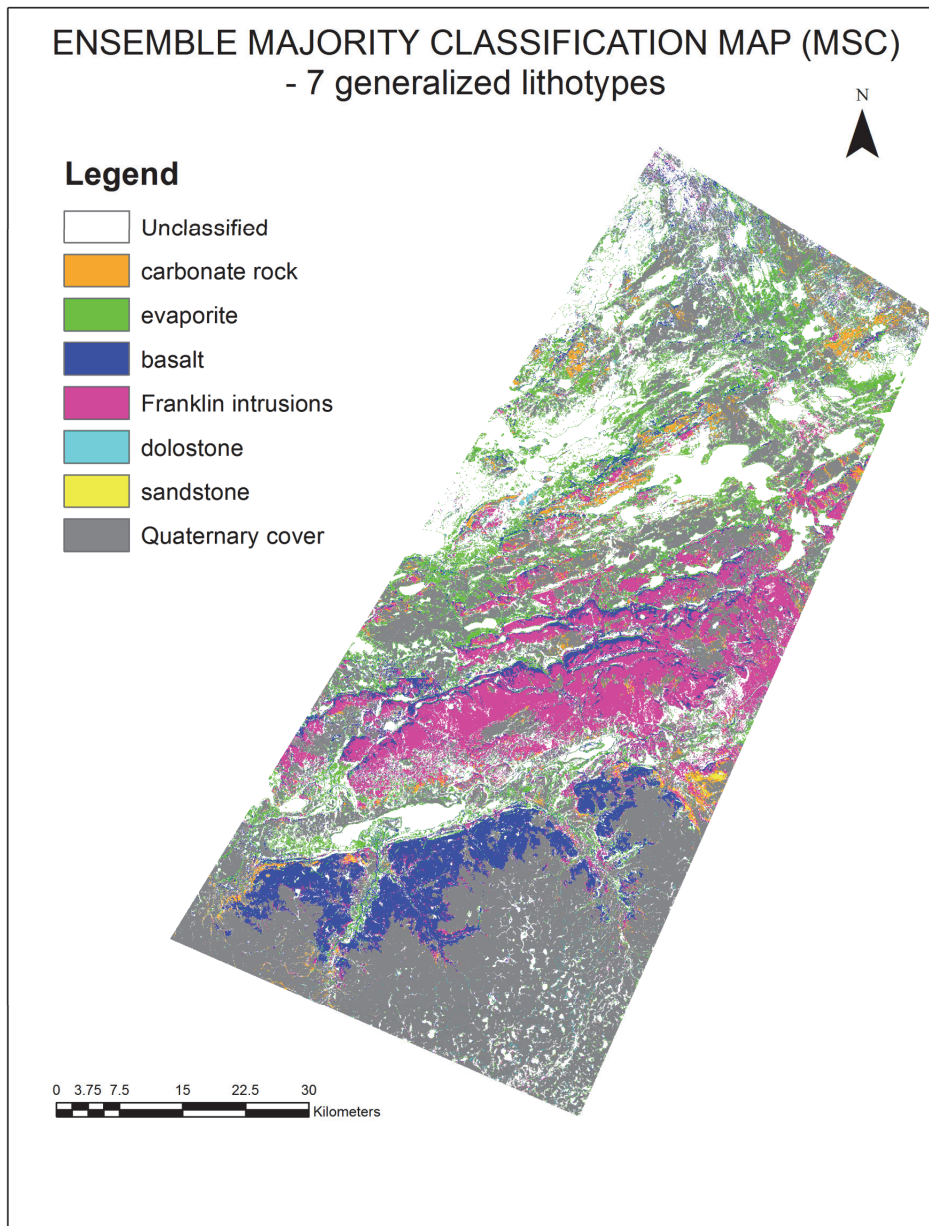 ENSEMBLE MAJORITY CLASSIFICATION MAP (MSC)
- 7 generalized lithotypes
N
Legend
Unclassified
carbonate rock
evaporite
basalt
Franklin intrusions
dolostone
sandstone
Quaternary cover
0 3.75 7.5 15 22.5 30
Kilometers